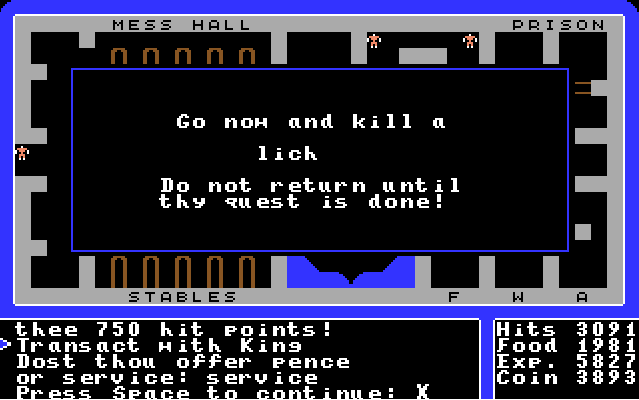 MESS HALL PRISON
Go now and kill a
lich
Do not return until
thy quest is done!
STABLES F W A
thee 750 hit points!
Transact with King
Dost thou offer pence
or service: service
Press Space to continue: X
Hits 3091
Food 1981
Exp. 5827
Coin 3893